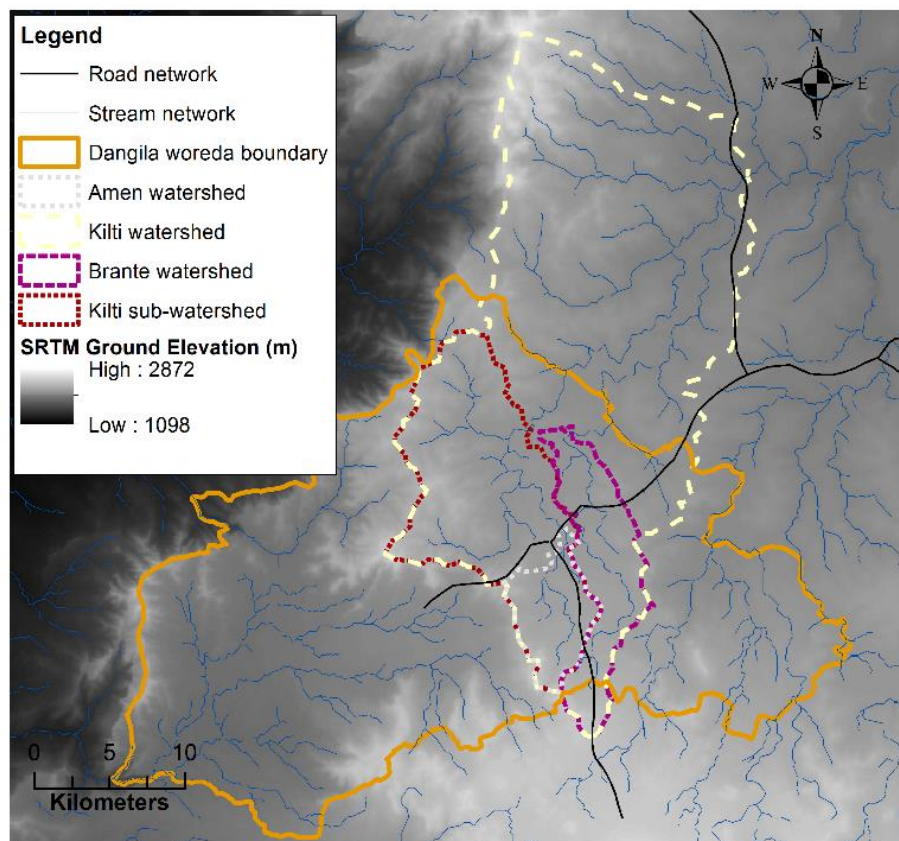 Legend
Road network
Stream network
Dangila woreda boundary
Amen watershed
Kilti watershed
Brante watershed
Kilti sub-watershed
SRTM Ground Elevation (m)
High : 2872
Low : 1098
N
W E
S
0 5 10
Kilometers